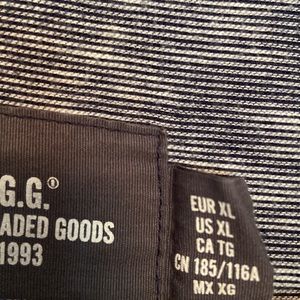 .G.®
ADED GOODS
1993
EUR XL
US XL
CA TG
CN 185/116A
MX XG